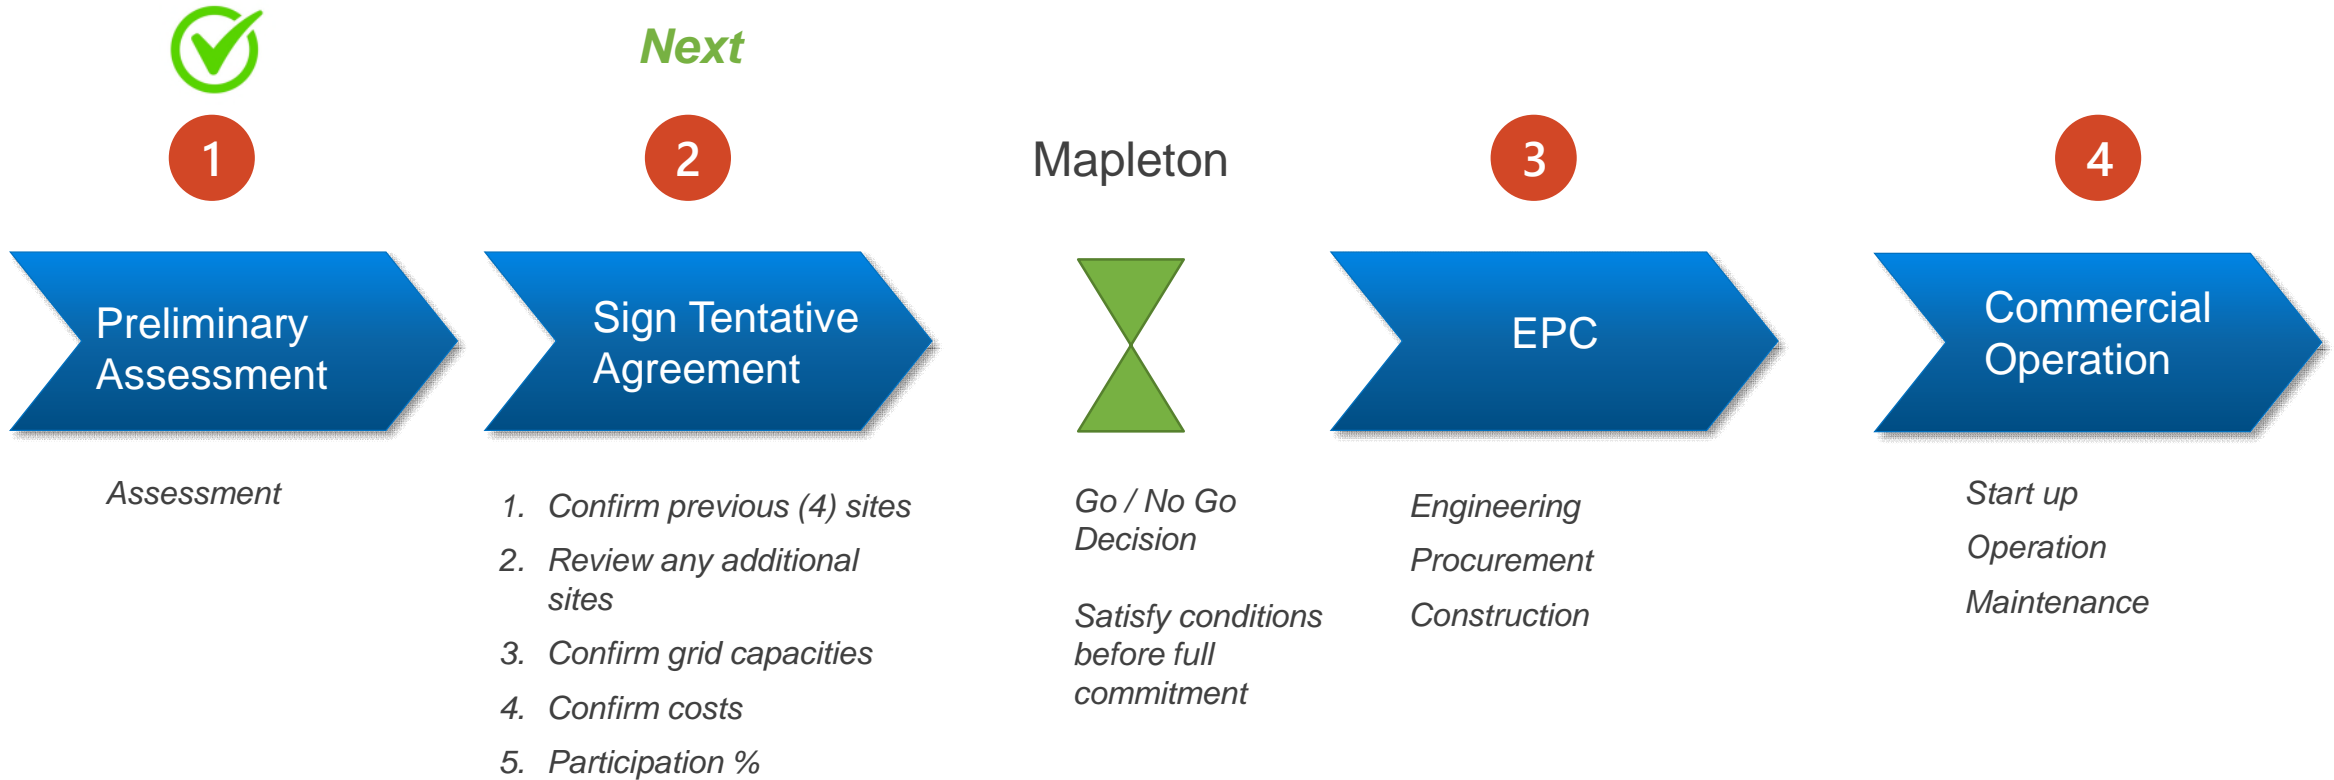 Next
1
2
Mapleton
3
4
Preliminary
Assessment
Sign Tentative
Agreement
EPC
Commercial
Operation
Assessment
1. Confirm previous (4) sites
2. Review any additional
sites
3. Confirm grid capacities
4. Confirm costs
5. Participation %
Go / No Go
Decision
Satisfy conditions
before full
commitment
Engineering
Procurement
Construction
Start up
Operation
Maintenance